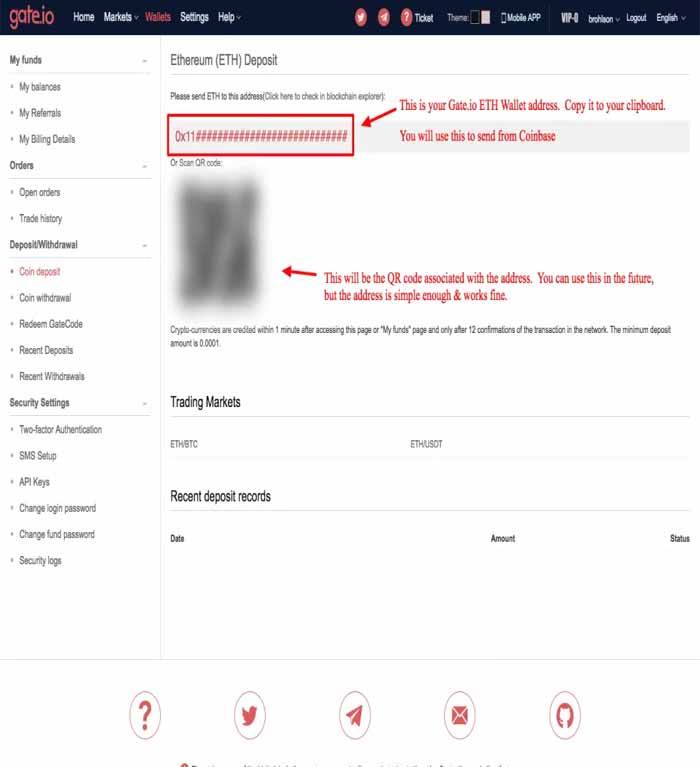 gate.io
Home Markets Wallets Settings Help
Ticket Theme: Mobile APP VIP-0 brohlson Logout English
My funds
My balances
My Referrals
My Billing Details
Orders
Open orders
Trade history
Deposit/Withdrawal
Coin deposit
Coin withdrawal
Redeem GateCode
Recent Deposits
Recent Withdrawals
Security Settings
Two-factor Authentication
SMS Setup
API Keys
Change login password
Change fund password
Security logs
Ethereum (ETH) Deposit
Please send ETH to this address(Click here to check in blockchain explorer):
This is your Gate.io ETH Wallet address. Copy it to your clipboard.
0x11############################
You will use this to send from Coinbase
Or Scan QR code:
This will be the QR code associated with the address. You can use this in the future,
but the address is simple enough & works fine.
Crypto-currencies are credited within 1 minute after accessing this page or "My funds" page and only after 12 confirmations of the transaction in the network. The minimum deposit
amount is 0.0001.
Trading Markets
ETH/BTC ETH/USDT
Recent deposit records
Date Amount Status